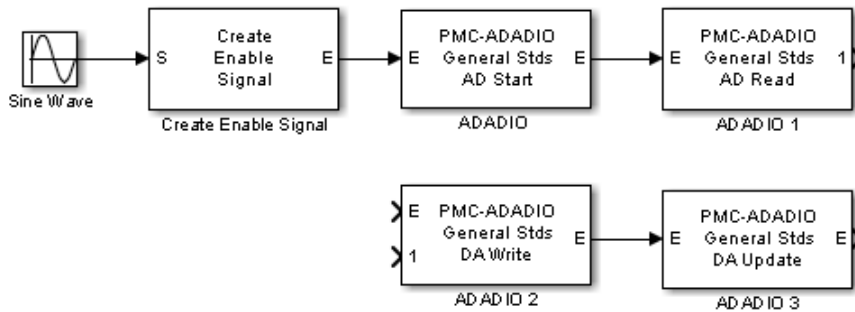 Sine Wave
S
Create
Enable
Signal
E
Create Enable Signal
E
PMC-ADADIO
General Stds
AD Start
E
ADADIO
E
PMC-ADADIO
General Stds
AD Read
1
ADADIO 1
E
1
PMC-ADADIO
General Stds
DA Write
E
ADADIO 2
E
PMC-ADADIO
General Stds
DA Update
E
ADADIO 3